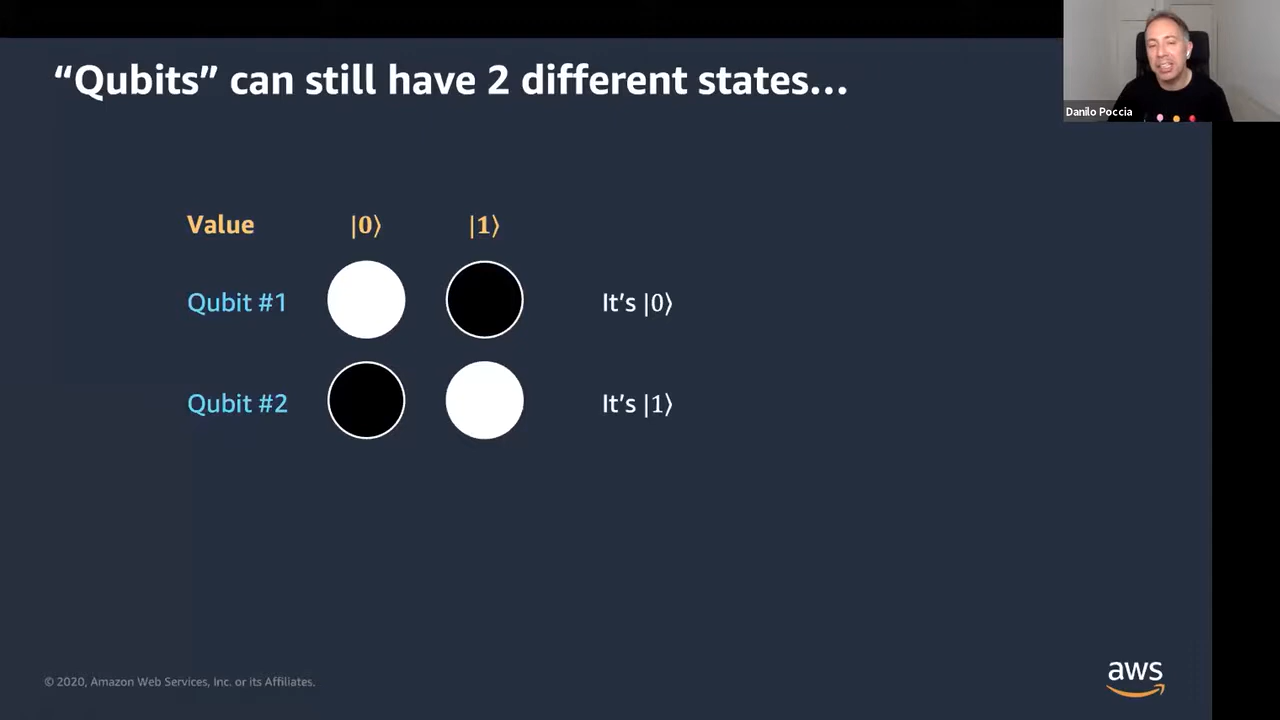 “Qubits” can still have 2 different states...
Danilo Poccia
Value |0⟩ |1⟩
Qubit #1 It’s |0⟩
Qubit #2 It’s |1⟩
© 2020, Amazon Web Services, Inc. or its Affiliates.
aws